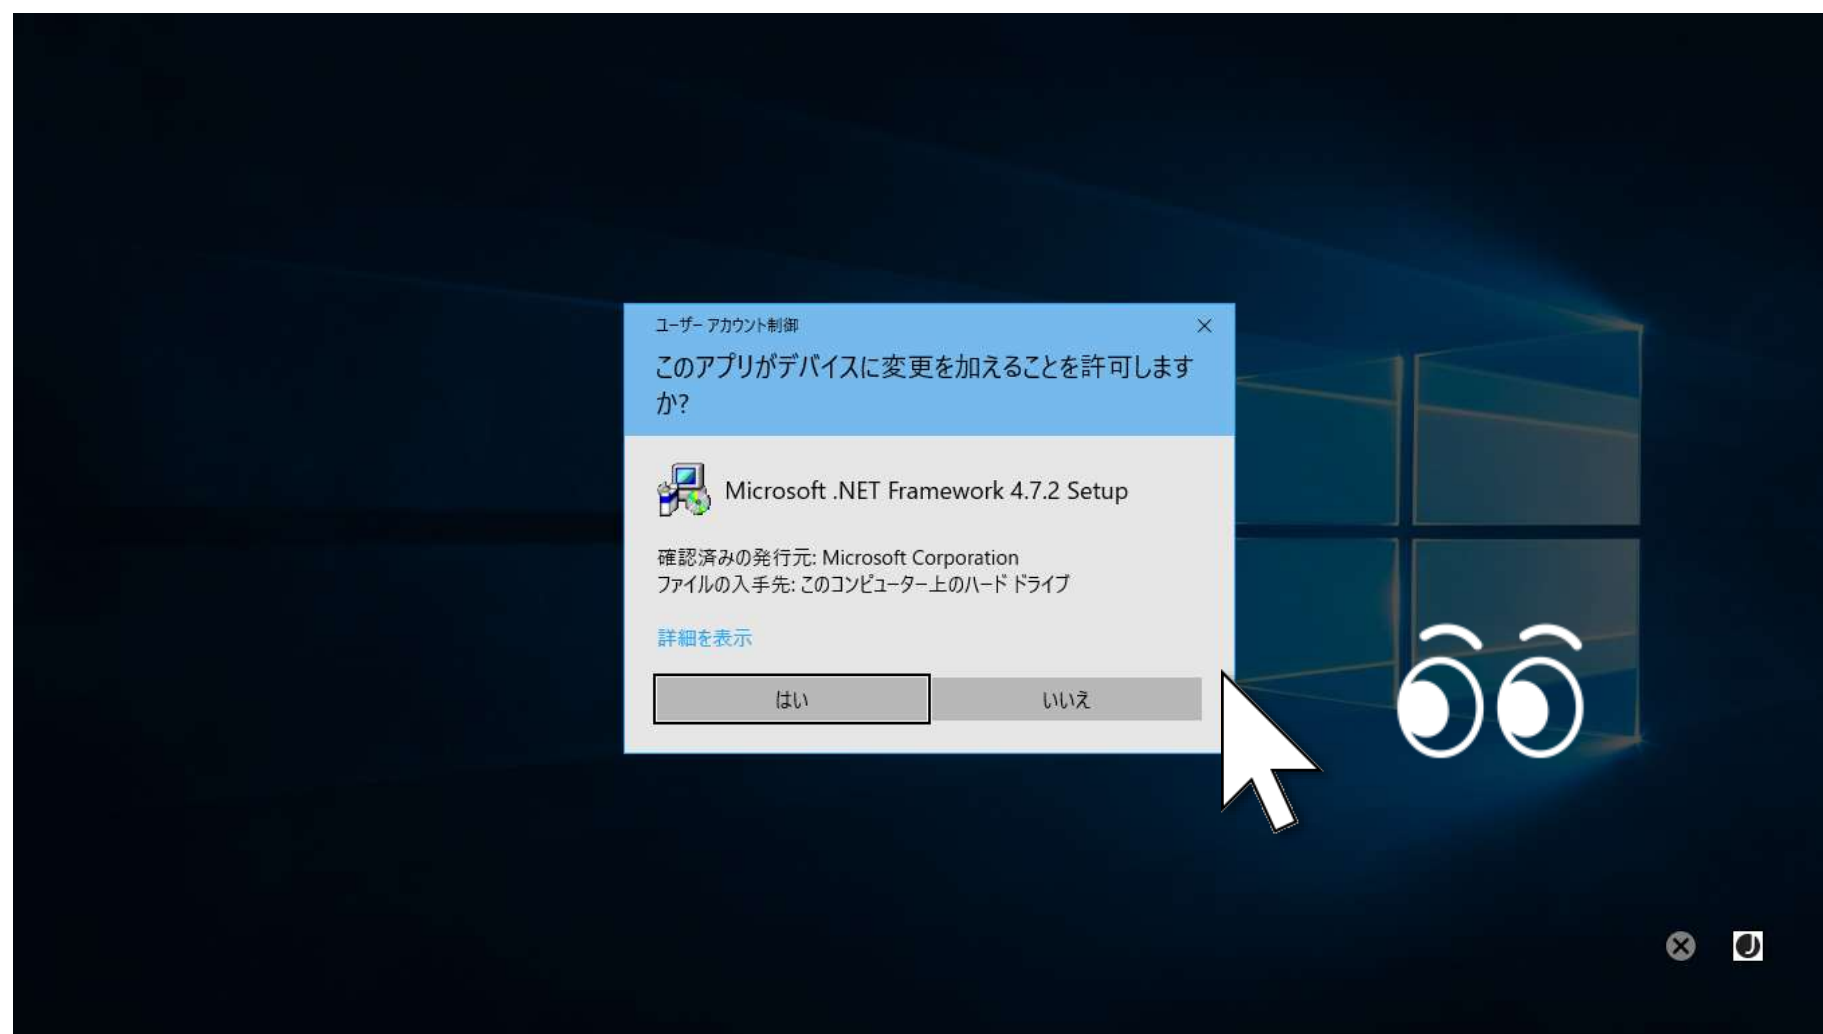 ユーザー アカウント制御
このアプリがデバイスに変更を加えることを許可します
か?
Microsoft .NET Framework 4.7.2 Setup
確認済みの発行元: Microsoft Corporation
ファイルの入手先: このコンピューター上のハード ドライブ
詳細を表示
はい
いいえ
J